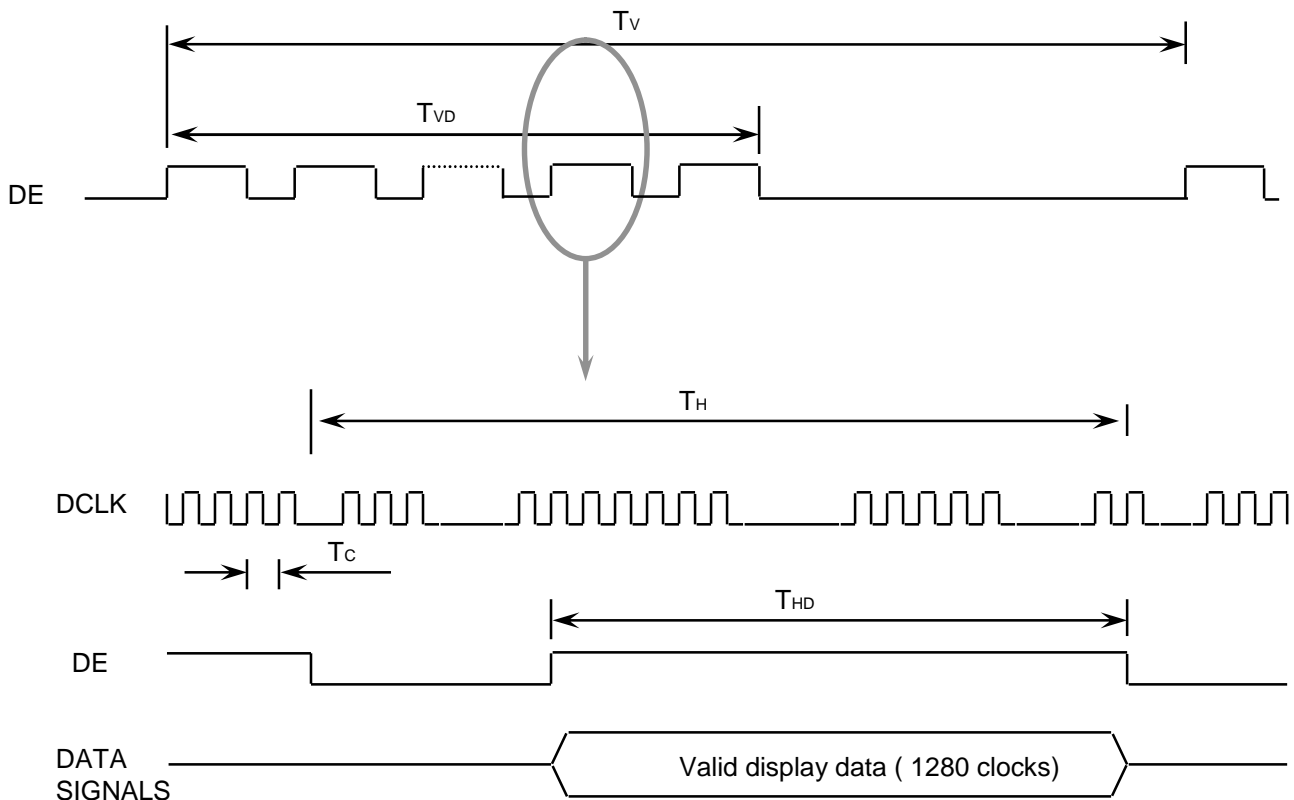 TV
TVD
DE
TH
DCLK
TC
THD
DE
DATA
SIGNALS
Valid display data ( 1280 clocks)